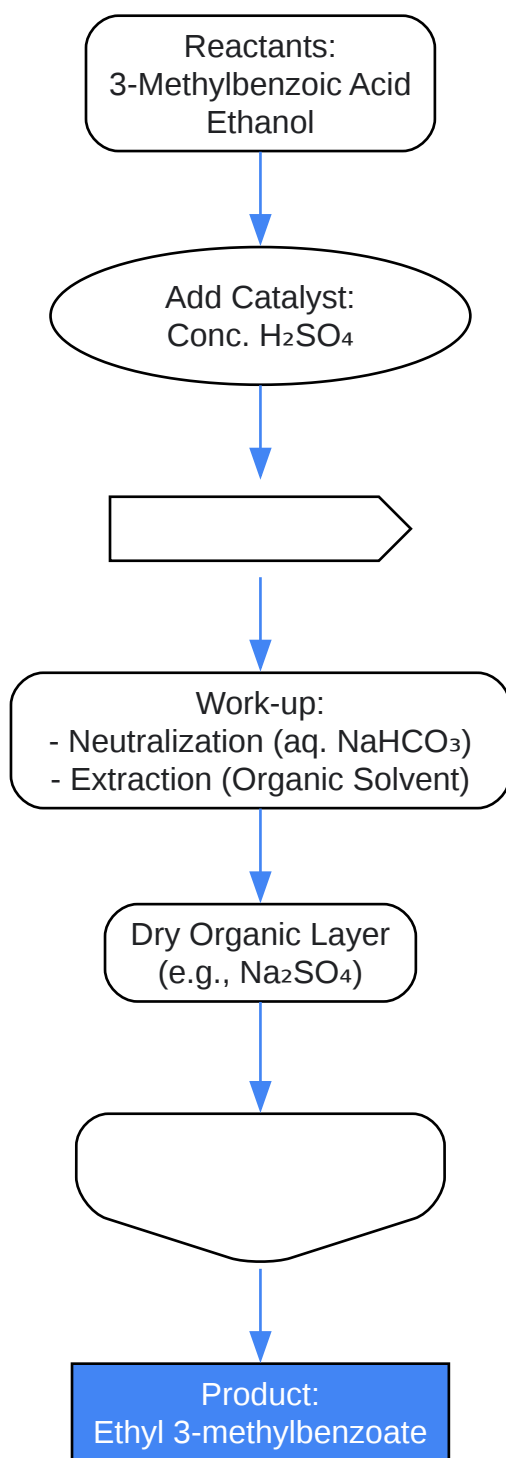 Reactants:
3-Methylbenzoic Acid
Ethanol
Add Catalyst:
Conc. H₂SO₄
Work-up:
- Neutralization (aq. NaHCO₃)
- Extraction (Organic Solvent)
Dry Organic Layer
(e.g., Na₂SO₄)
Product:
Ethyl 3-methylbenzoate